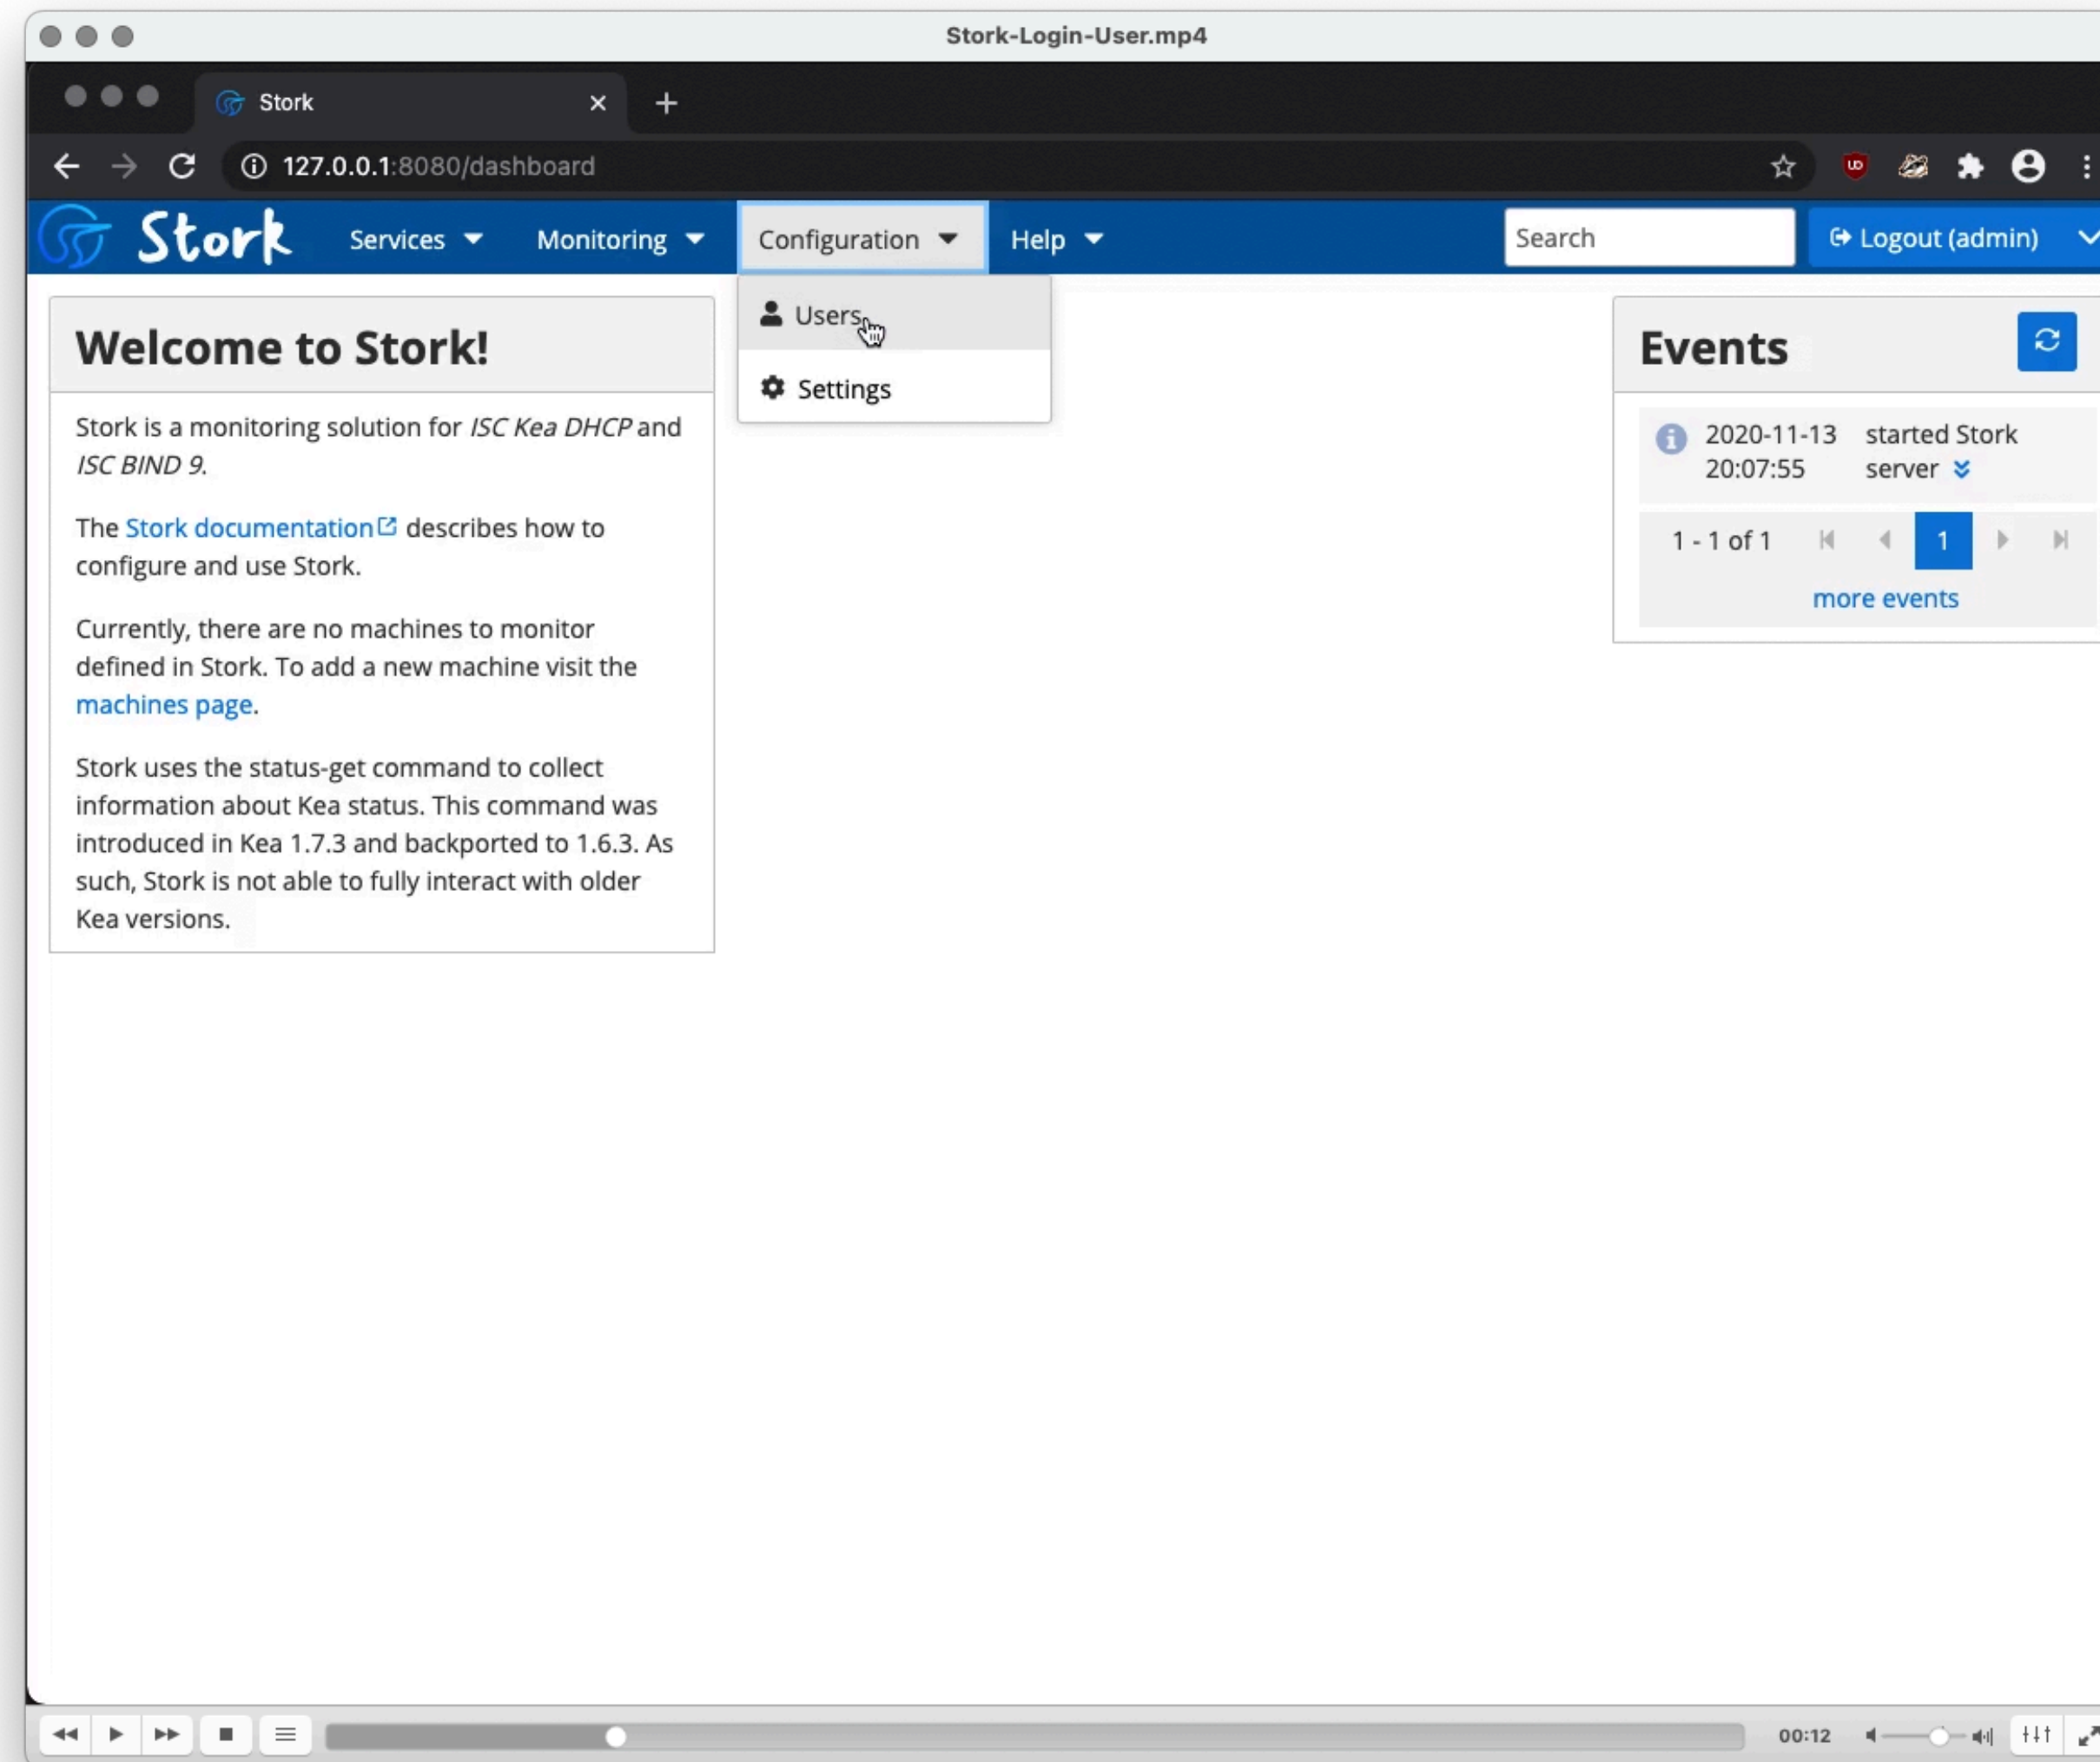 Stork-Login-User.mp4
Stork
127.0.0.1:8080/dashboard
Stork Services Monitoring Configuration Help Search Logout (admin)
Users
Settings
Welcome to Stork!
Stork is a monitoring solution for ISC Kea DHCP and
ISC BIND 9.
The Stork documentation describes how to
configure and use Stork.
Currently, there are no machines to monitor
defined in Stork. To add a new machine visit the
machines page.
Stork uses the status-get command to collect
information about Kea status. This command was
introduced in Kea 1.7.3 and backported to 1.6.3. As
such, Stork is not able to fully interact with older
Kea versions.
Events
2020-11-13 started Stork
20:07:55 server
1 - 1 of 1 1
more events
00:12